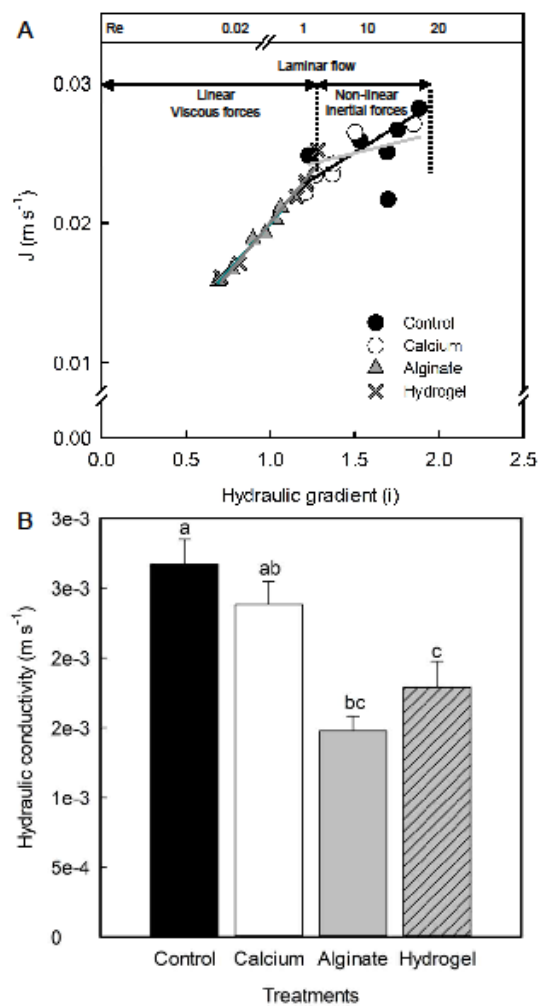 A
Re 0.02 1 10 20
Laminar flow
Linear
Viscous forces
Non-linear
Inertial forces
0.03
0.02
0.01
0.00
J (m s⁻¹)
Control
Calcium
Alginate
Hydrogel
0.0 0.5 1.0 1.5 2.0 2.5
Hydraulic gradient (i)
B
3e-3
3e-3
2e-3
2e-3
1e-3
5e-4
0
Hydraulic conductivity (m s⁻¹)
a
ab
bc
c
Control Calcium Alginate Hydrogel
Treatments